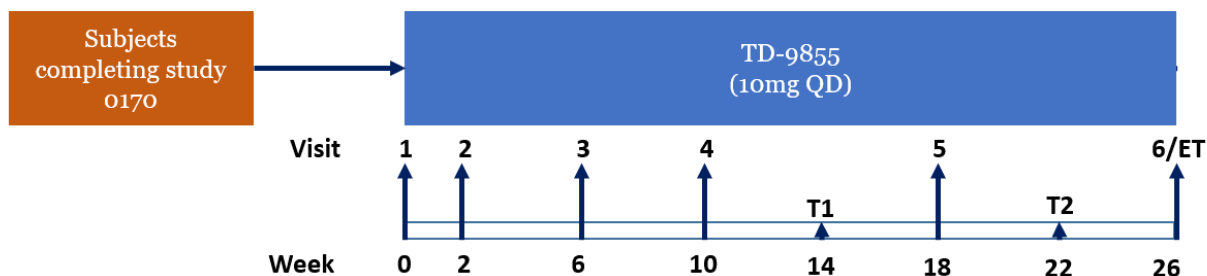 Subjects
completing study
0170
TD-9855
(10mg QD)
Visit 1 2 3 4 5 6/ET
T1 T2
Week 0 2 6 10 14 18 22 26